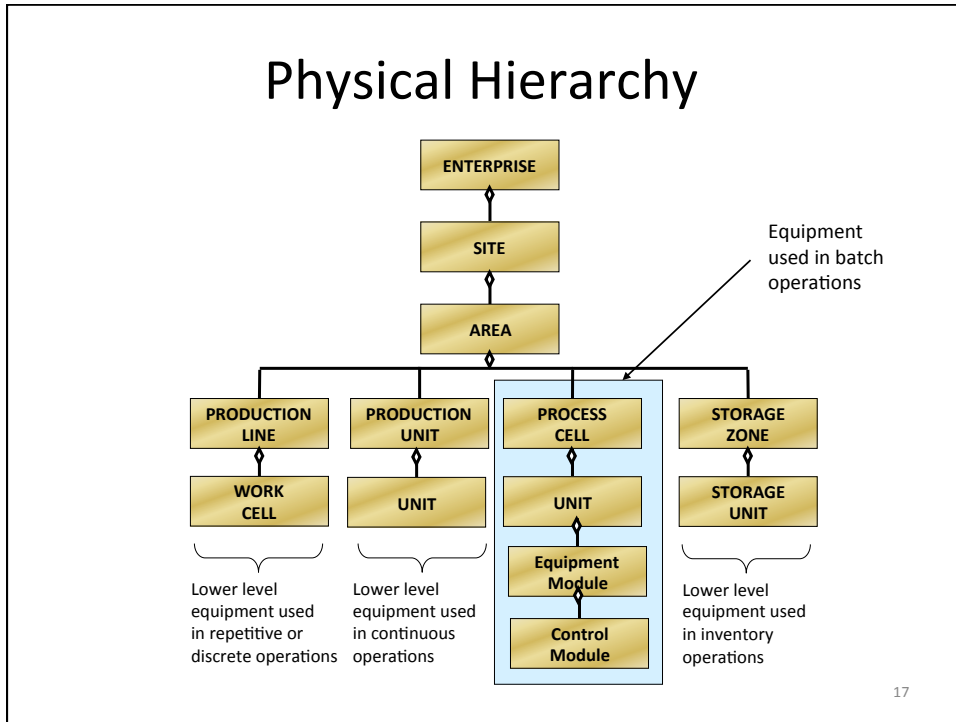 Physical Hierarchy
ENTERPRISE
SITE
AREA
Equipment
used in batch
operations
PRODUCTION
LINE
PRODUCTION
UNIT
PROCESS
CELL
STORAGE
ZONE
WORK
CELL
UNIT
UNIT
STORAGE
UNIT
Equipment
Module
Control
Module
Lower level
equipment used
in repetitive or
discrete operations
Lower level
equipment used
in continuous
operations
Lower level
equipment used
in inventory
operations
17